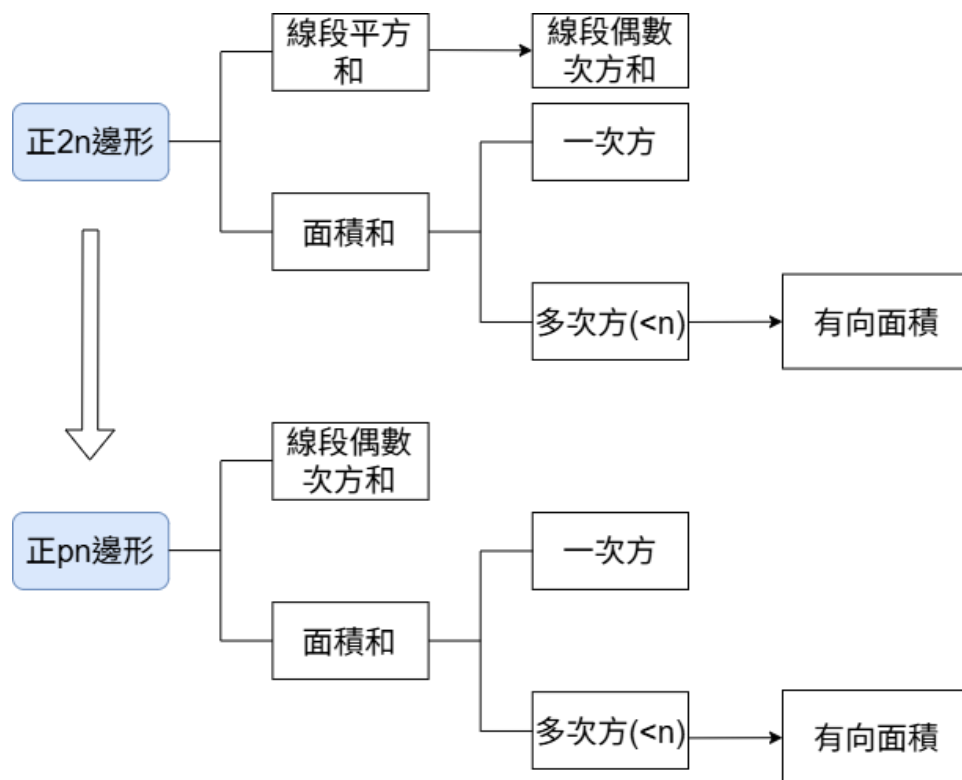 線段平方
和
線段偶數
次方和
正2n邊形
一次方
面積和
多次方(<n)
有向面積
線段偶數
次方和
正pn邊形
一次方
面積和
多次方(<n)
有向面積